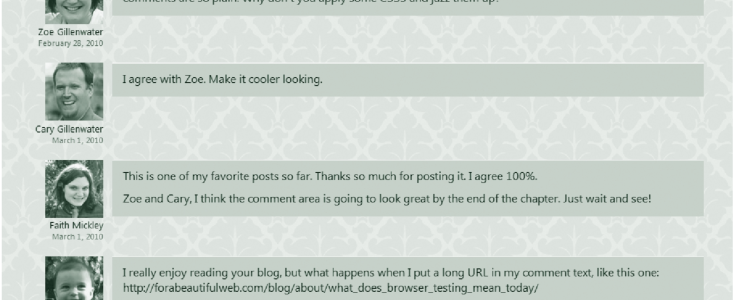 comments are so plain. Why don't you apply some CSS3 and jazz them up?
Zoe Gillenwater
February 28, 2010
I agree with Zoe. Make it cooler looking.
Cary Gillenwater
March 1, 2010
This is one of my favorite posts so far. Thanks so much for posting it. I agree 100%.
Zoe and Cary, I think the comment area is going to look great by the end of the chapter. Just wait and see!
Faith Mickley
March 1, 2010
I really enjoy reading your blog, but what happens when I put a long URL in my comment text, like this one:
http://forabeautifulweb.com/blog/about/what_does_browser_testing_mean_today/